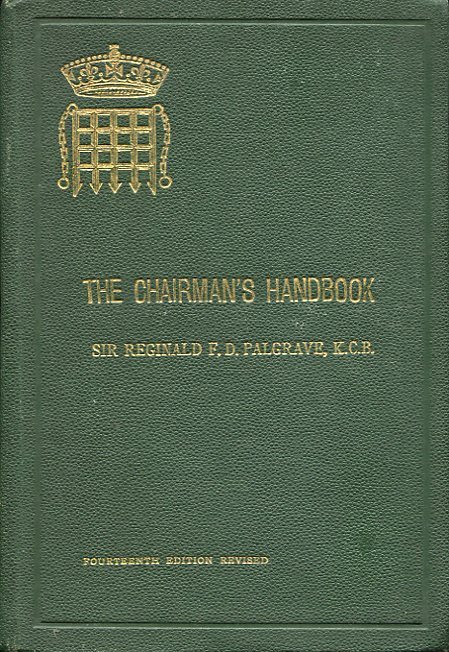 THE CHAIRMAN'S HANDBOOK
SIR REGINALD F. D. PALGRAVE, K.C.B.
FOURTEENTH EDITION REVISED